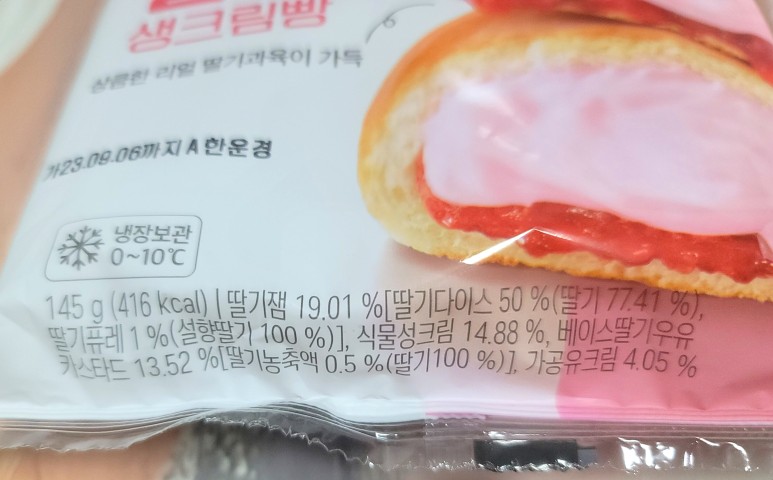 생크림빵
상큼한 리얼 딸기과육이 가득
23.09.06까지 A 한운경
냉장보관
0~10℃
145 g (416 kcal) | 딸기잼 19.01 %[딸기다이스 50 %(딸기 77.41 %),
딸기퓨레 1 %(설향딸기 100 %)], 식물성크림 14.88 %, 베이스딸기우유
카스타드 13.52 %[딸기농축액 0.5 %(딸기100 %)], 가공유크림 4.05 %